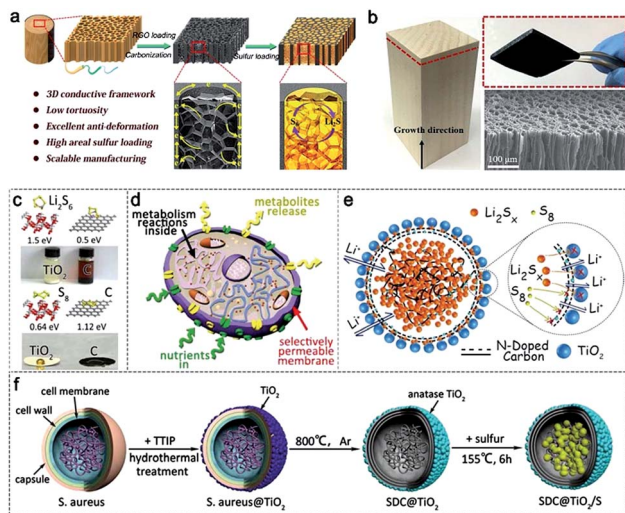 a
RGO loading
Carbonization
Sulfur loading
3D conductive framework
Low tortuosity
Excellent anti-deformation
High areal sulfur loading
Scalable manufacturing
S₈
Li₂S
b
Growth direction
100 μm
c
Li₂S₆
1.5 eV
0.5 eV
TiO₂
C
S₈
C
0.64 eV
1.12 eV
TiO₂
C
d
metabolism
reactions
inside
metabolites
release
nutrients
in
selectively
permeable
membrane
e
Li₂Sₓ
S₈
Li⁺
Li⁺
Li⁺
Li₂Sₓ
Li⁺
S₈
Li⁺
N-Doped
Carbon
TiO₂
f
cell membrane
cell wall
capsule
S. aureus
+ TTIP
hydrothermal
treatment
TiO₂
S. aureus@TiO₂
800℃, Ar
anatase TiO₂
SDC@TiO₂
+ sulfur
155℃, 6h
SDC@TiO₂/S